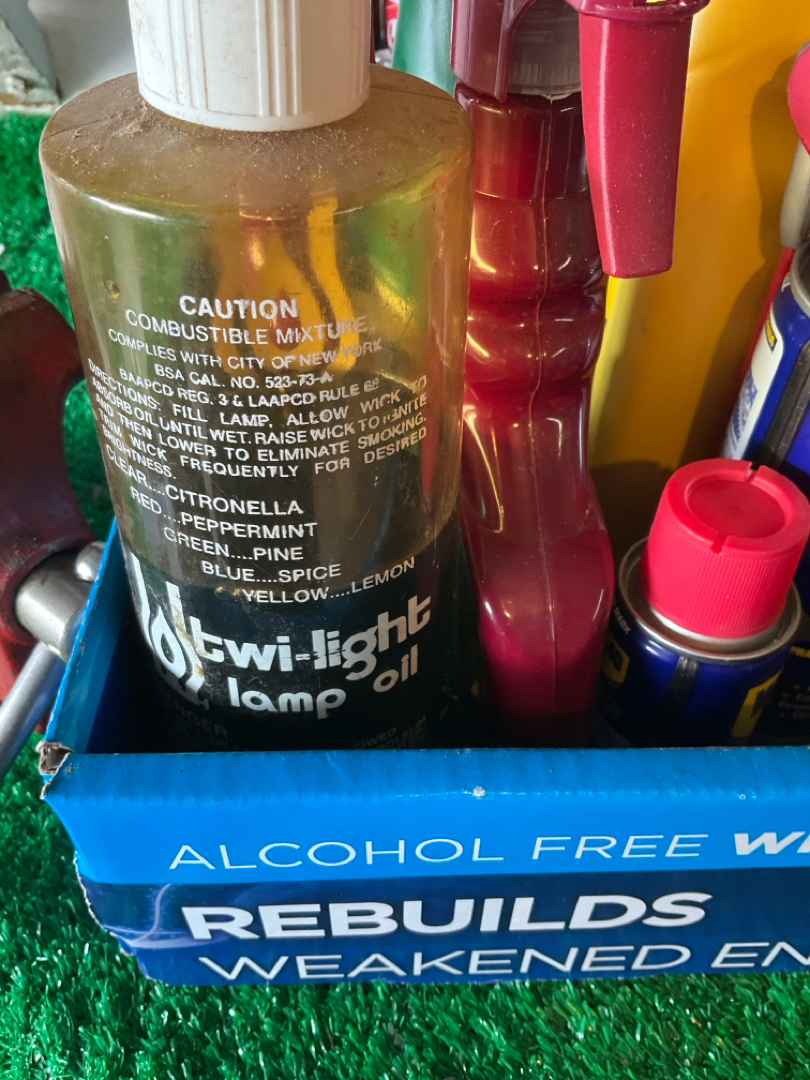 CAUTION
COMBUSTIBLE MIXTURE
COMPLIES WITH CITY OF NEW YORK
BSA CAL. NO. 523-73-A
BAAPCD REG. 3 & LAAPCD RULE 66
DIRECTIONS: FILL LAMP, ALLOW WICK TO
ABSORB OIL UNTIL WET. RAISE WICK TO IGNITE
AND THEN LOWER TO ELIMINATE SMOKING.
TRIM WICK FREQUENTLY FOR DESIRED
BRIGHTNESS.
CLEAR....CITRONELLA
RED....PEPPERMINT
GREEN....PINE
BLUE....SPICE
YELLOW....LEMON
twi-light
lamp oil
ALCOHOL FREE
REBUILDS
WEAKENED